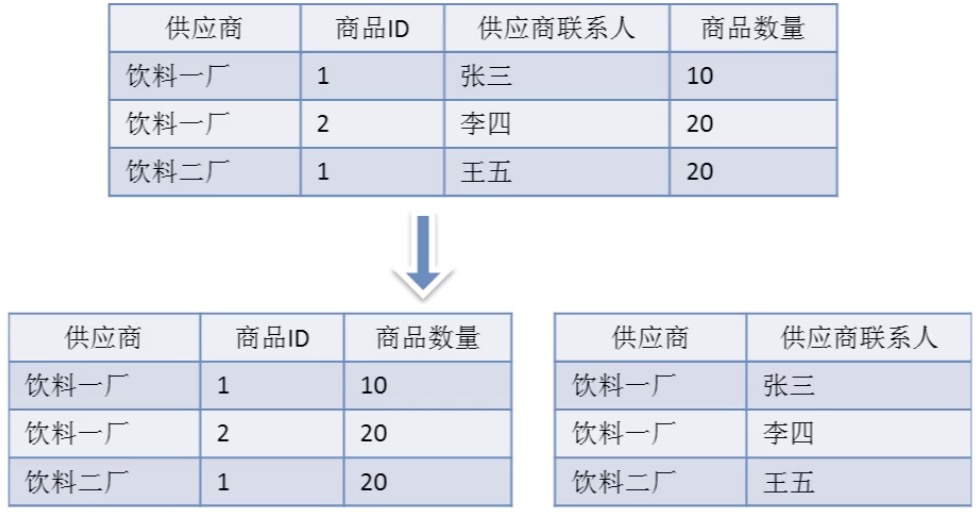 供应商 商品ID 供应商联系人 商品数量
饮料一厂 1 张三 10
饮料一厂 2 李四 20
饮料二厂 1 王五 20
供应商 商品ID 商品数量
饮料一厂 1 10
饮料一厂 2 20
饮料二厂 1 20
供应商 供应商联系人
饮料一厂 张三
饮料一厂 李四
饮料二厂 王五